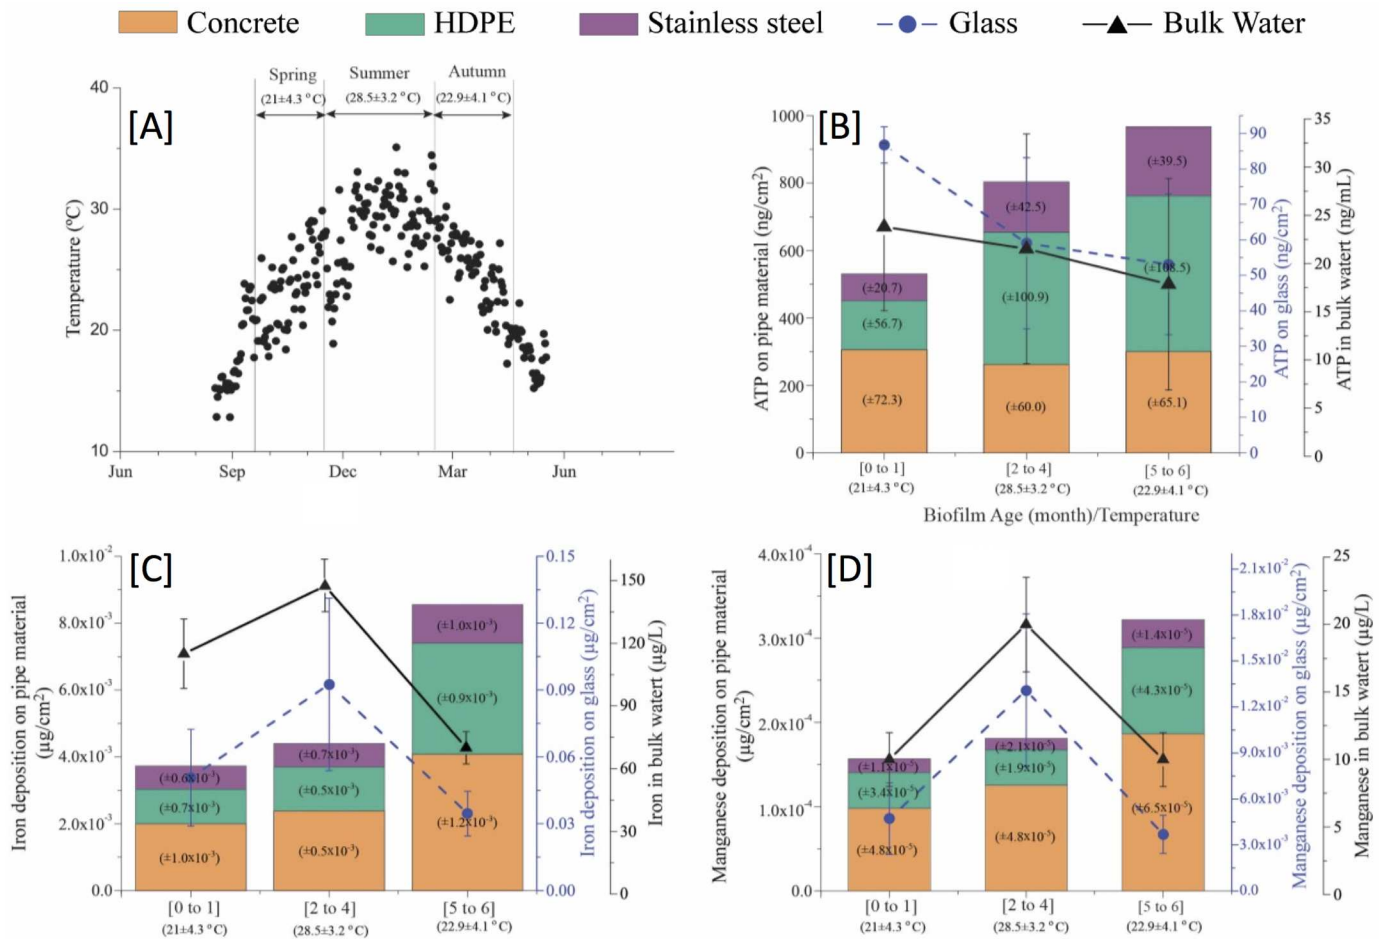 Concrete HDPE Stainless steel Glass Bulk Water
[A]
Spring Summer Autumn
(21±4.3 °C) (28.5±3.2 °C) (22.9±4.1 °C)
Temperature (°C)
40
30
20
10
Jun Sep Dec Mar Jun
[B]
ATP on pipe material (ng/cm²)
1000
800
600
400
200
0
(±20.7)
(±56.7)
(±72.3)
(±42.5)
(±100.9)
(±60.0)
(±39.5)
(±108.5)
(±65.1)
90
80
70
60
50
40
30
20
10
0
ATP on glass (ng/cm²)
35
30
25
20
15
10
5
0
ATP in bulk watert (ng/mL)
[0 to 1] [2 to 4] [5 to 6]
(21±4.3 °C) (28.5±3.2 °C) (22.9±4.1 °C)
Biofilm Age (month)/Temperature
[C]
Iron deposition on pipe material
(µg/cm²)
1.0x10⁻²
8.0x10⁻³
6.0x10⁻³
4.0x10⁻³
2.0x10⁻³
0.0
(±0.6x10⁻³)
(±0.7x10⁻³)
(±1.0x10⁻³)
(±0.7x10⁻³)
(±0.5x10⁻³)
(±0.5x10⁻³)
(±1.0x10⁻³)
(±0.9x10⁻³)
(±1.2x10⁻³)
0.15
0.12
0.09
0.06
0.03
0.00
Iron deposition on glass (µg/cm²)
150
120
90
60
30
0
Iron in bulk watert (µg/L)
[0 to 1] [2 to 4] [5 to 6]
(21±4.3 °C) (28.5±3.2 °C) (22.9±4.1 °C)
[D]
Manganese deposition on pipe material
(µg/cm²)
4.0x10⁻⁴
3.0x10⁻⁴
2.0x10⁻⁴
1.0x10⁻⁴
0.0
(±1.1x10⁻⁵)
(±3.4x10⁻⁵)
(±4.8x10⁻⁵)
(±2.1x10⁻⁵)
(±1.9x10⁻⁵)
(±4.8x10⁻⁵)
(±1.4x10⁻⁵)
(±4.3x10⁻⁵)
(±6.5x10⁻⁵)
2.1x10⁻²
1.8x10⁻²
1.5x10⁻²
1.2x10⁻²
9.0x10⁻³
6.0x10⁻³
3.0x10⁻³
0.0
Manganese deposition on glass (µg/cm²)
25
20
15
10
5
0
Manganese in bulk watert (µg/L)
[0 to 1] [2 to 4] [5 to 6]
(21±4.3 °C) (28.5±3.2 °C) (22.9±4.1 °C)